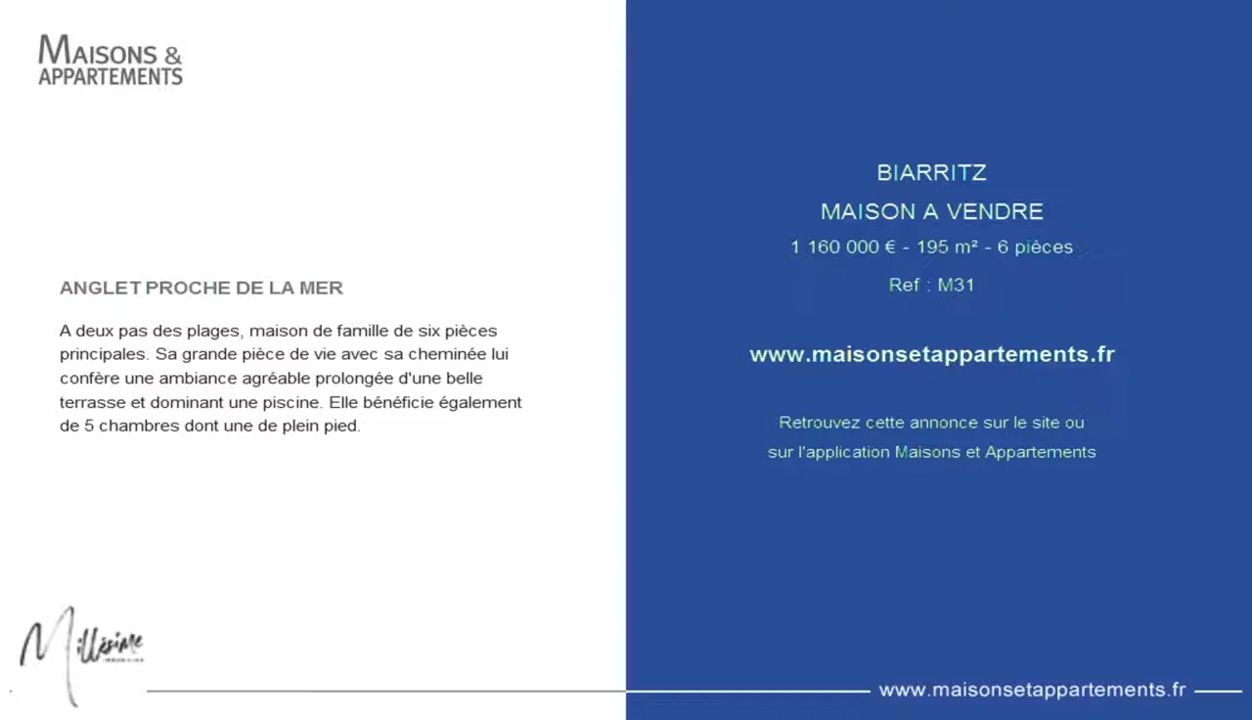 MAISONS &
APPARTEMENTS
ANGLET PROCHE DE LA MER
A deux pas des plages, maison de famille de six pièces
principales. Sa grande pièce de vie avec sa cheminée lui
confère une ambiance agréable prolongée d'une belle
terrasse et dominant une piscine. Elle bénéficie également
de 5 chambres dont une de plein pied.
Millésime
BIARRITZ
MAISON A VENDRE
1 160 000 € - 195 m² - 6 pièces
Ref : M31
www.maisonsetappartements.fr
Retrouvez cette annonce sur le site ou
sur l'application Maisons et Appartements
www.maisonsetappartements.fr